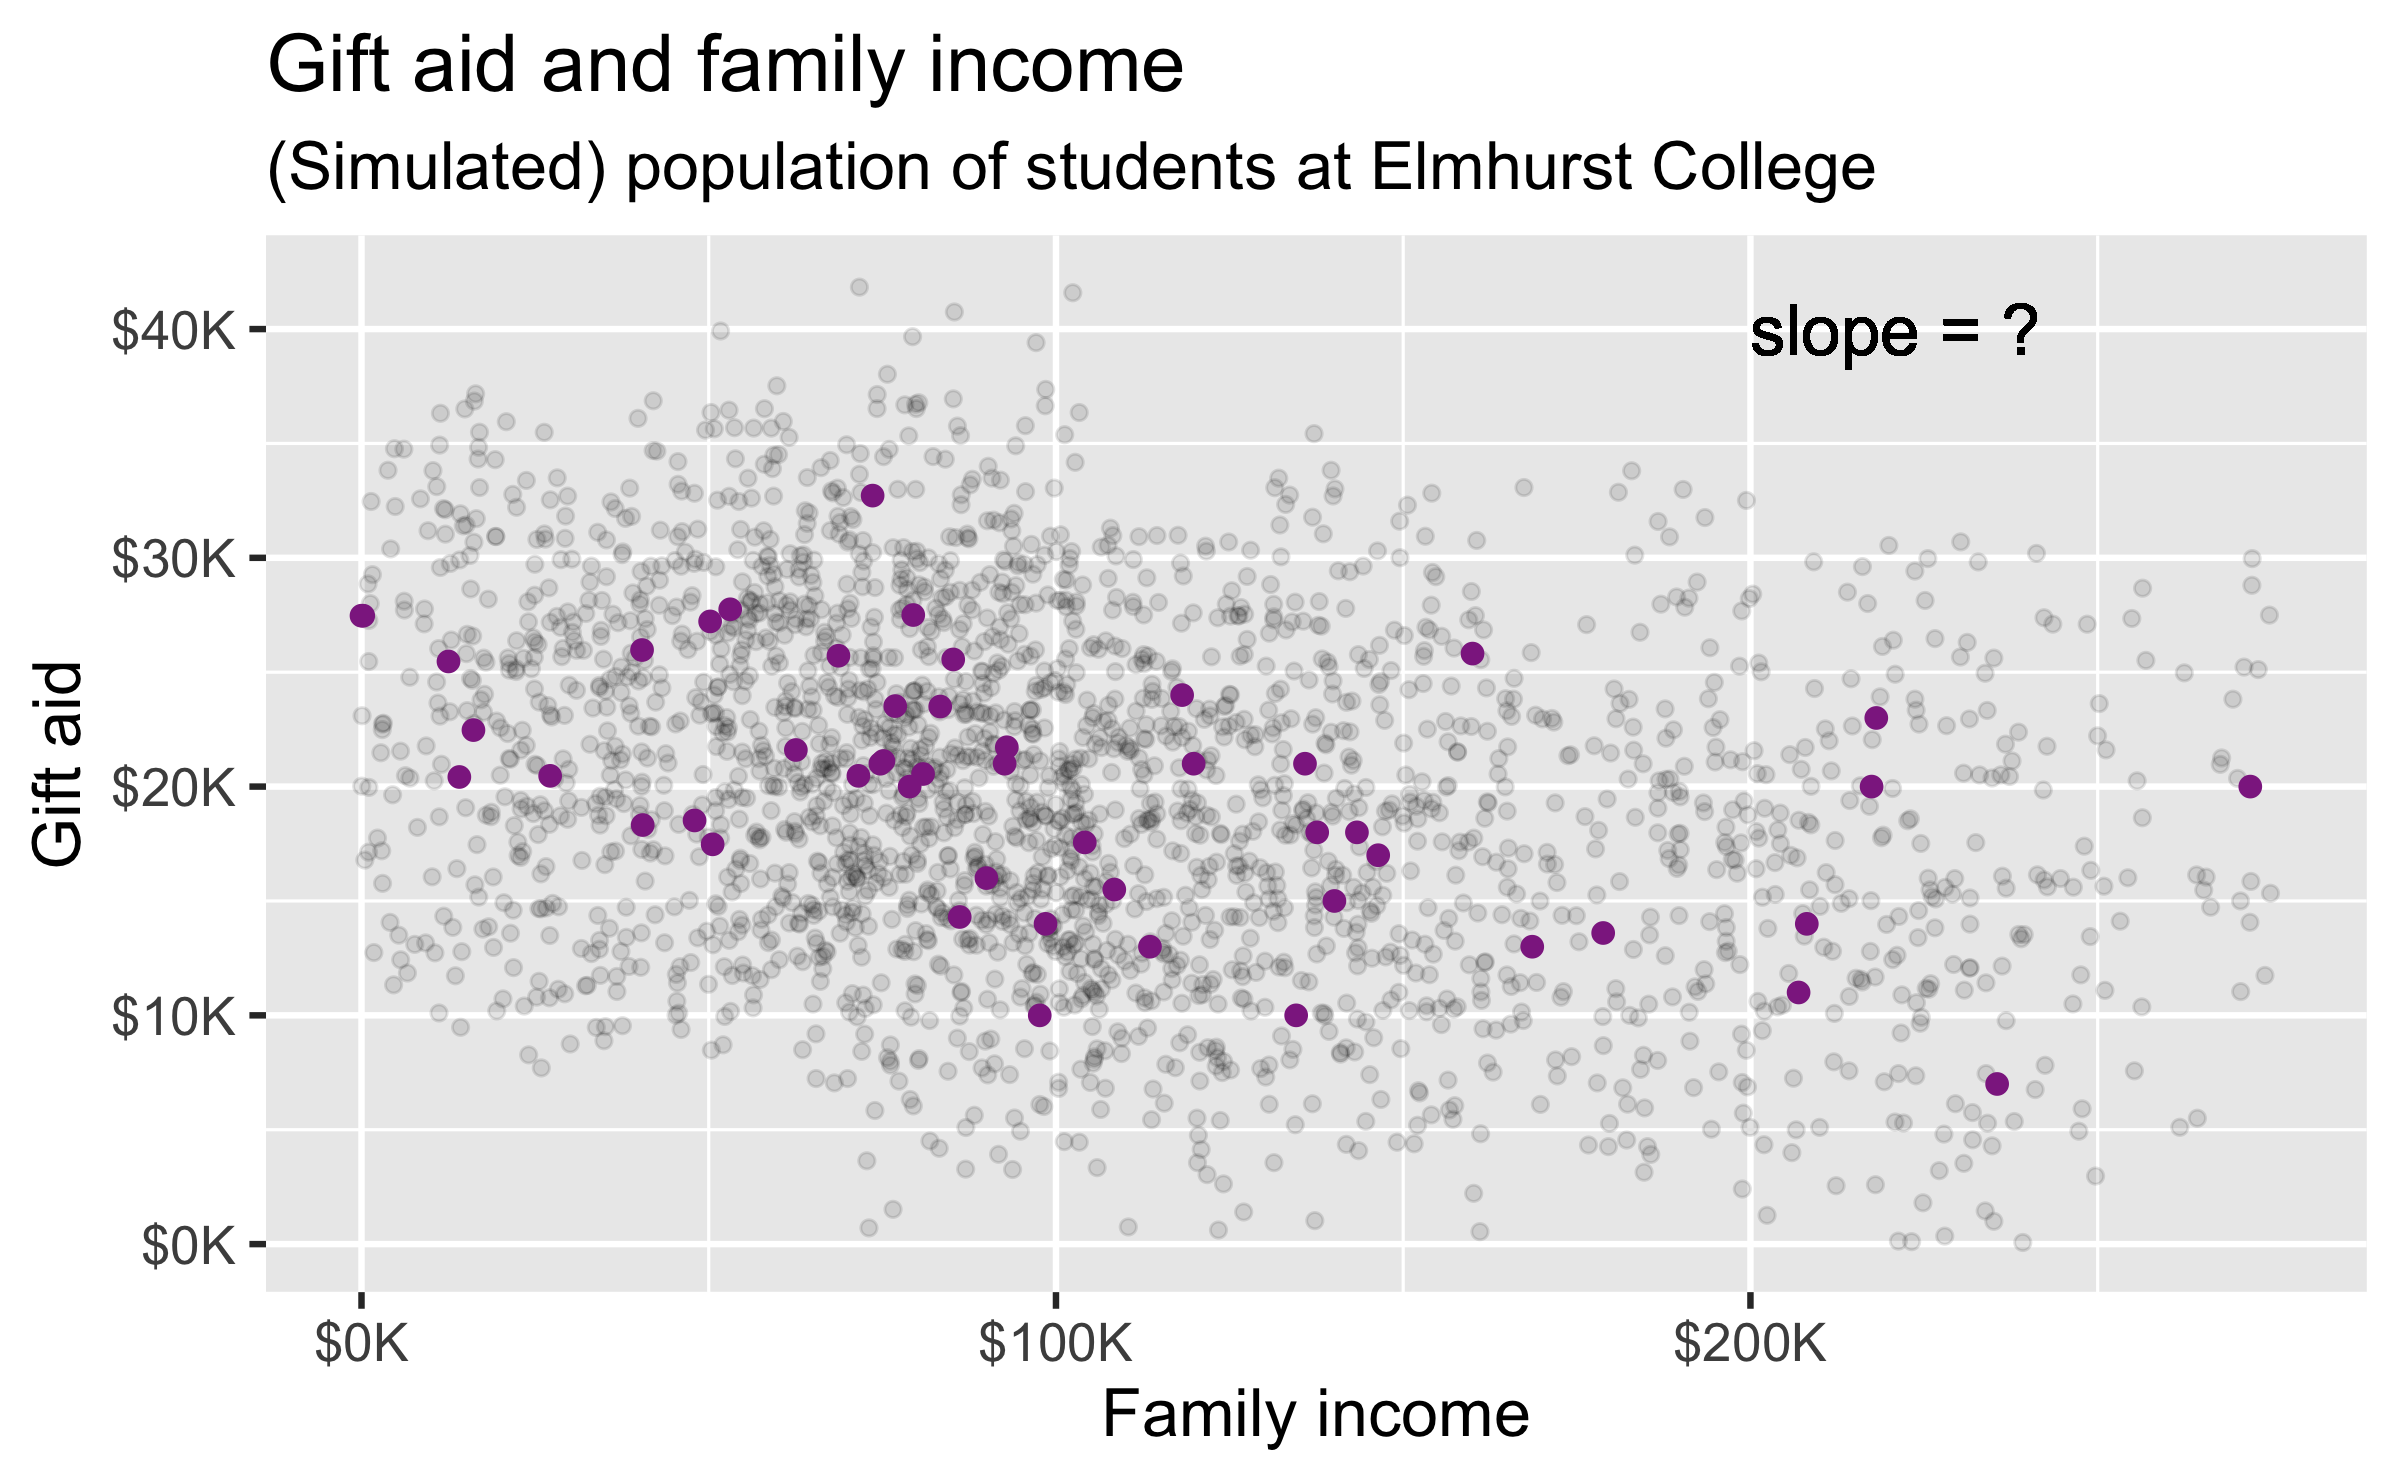 Gift aid and family income
(Simulated) population of students at Elmhurst College
slope = ?
$40K
$30K
$20K
$10K
$0K
Gift aid
$0K
$100K
$200K
Family income